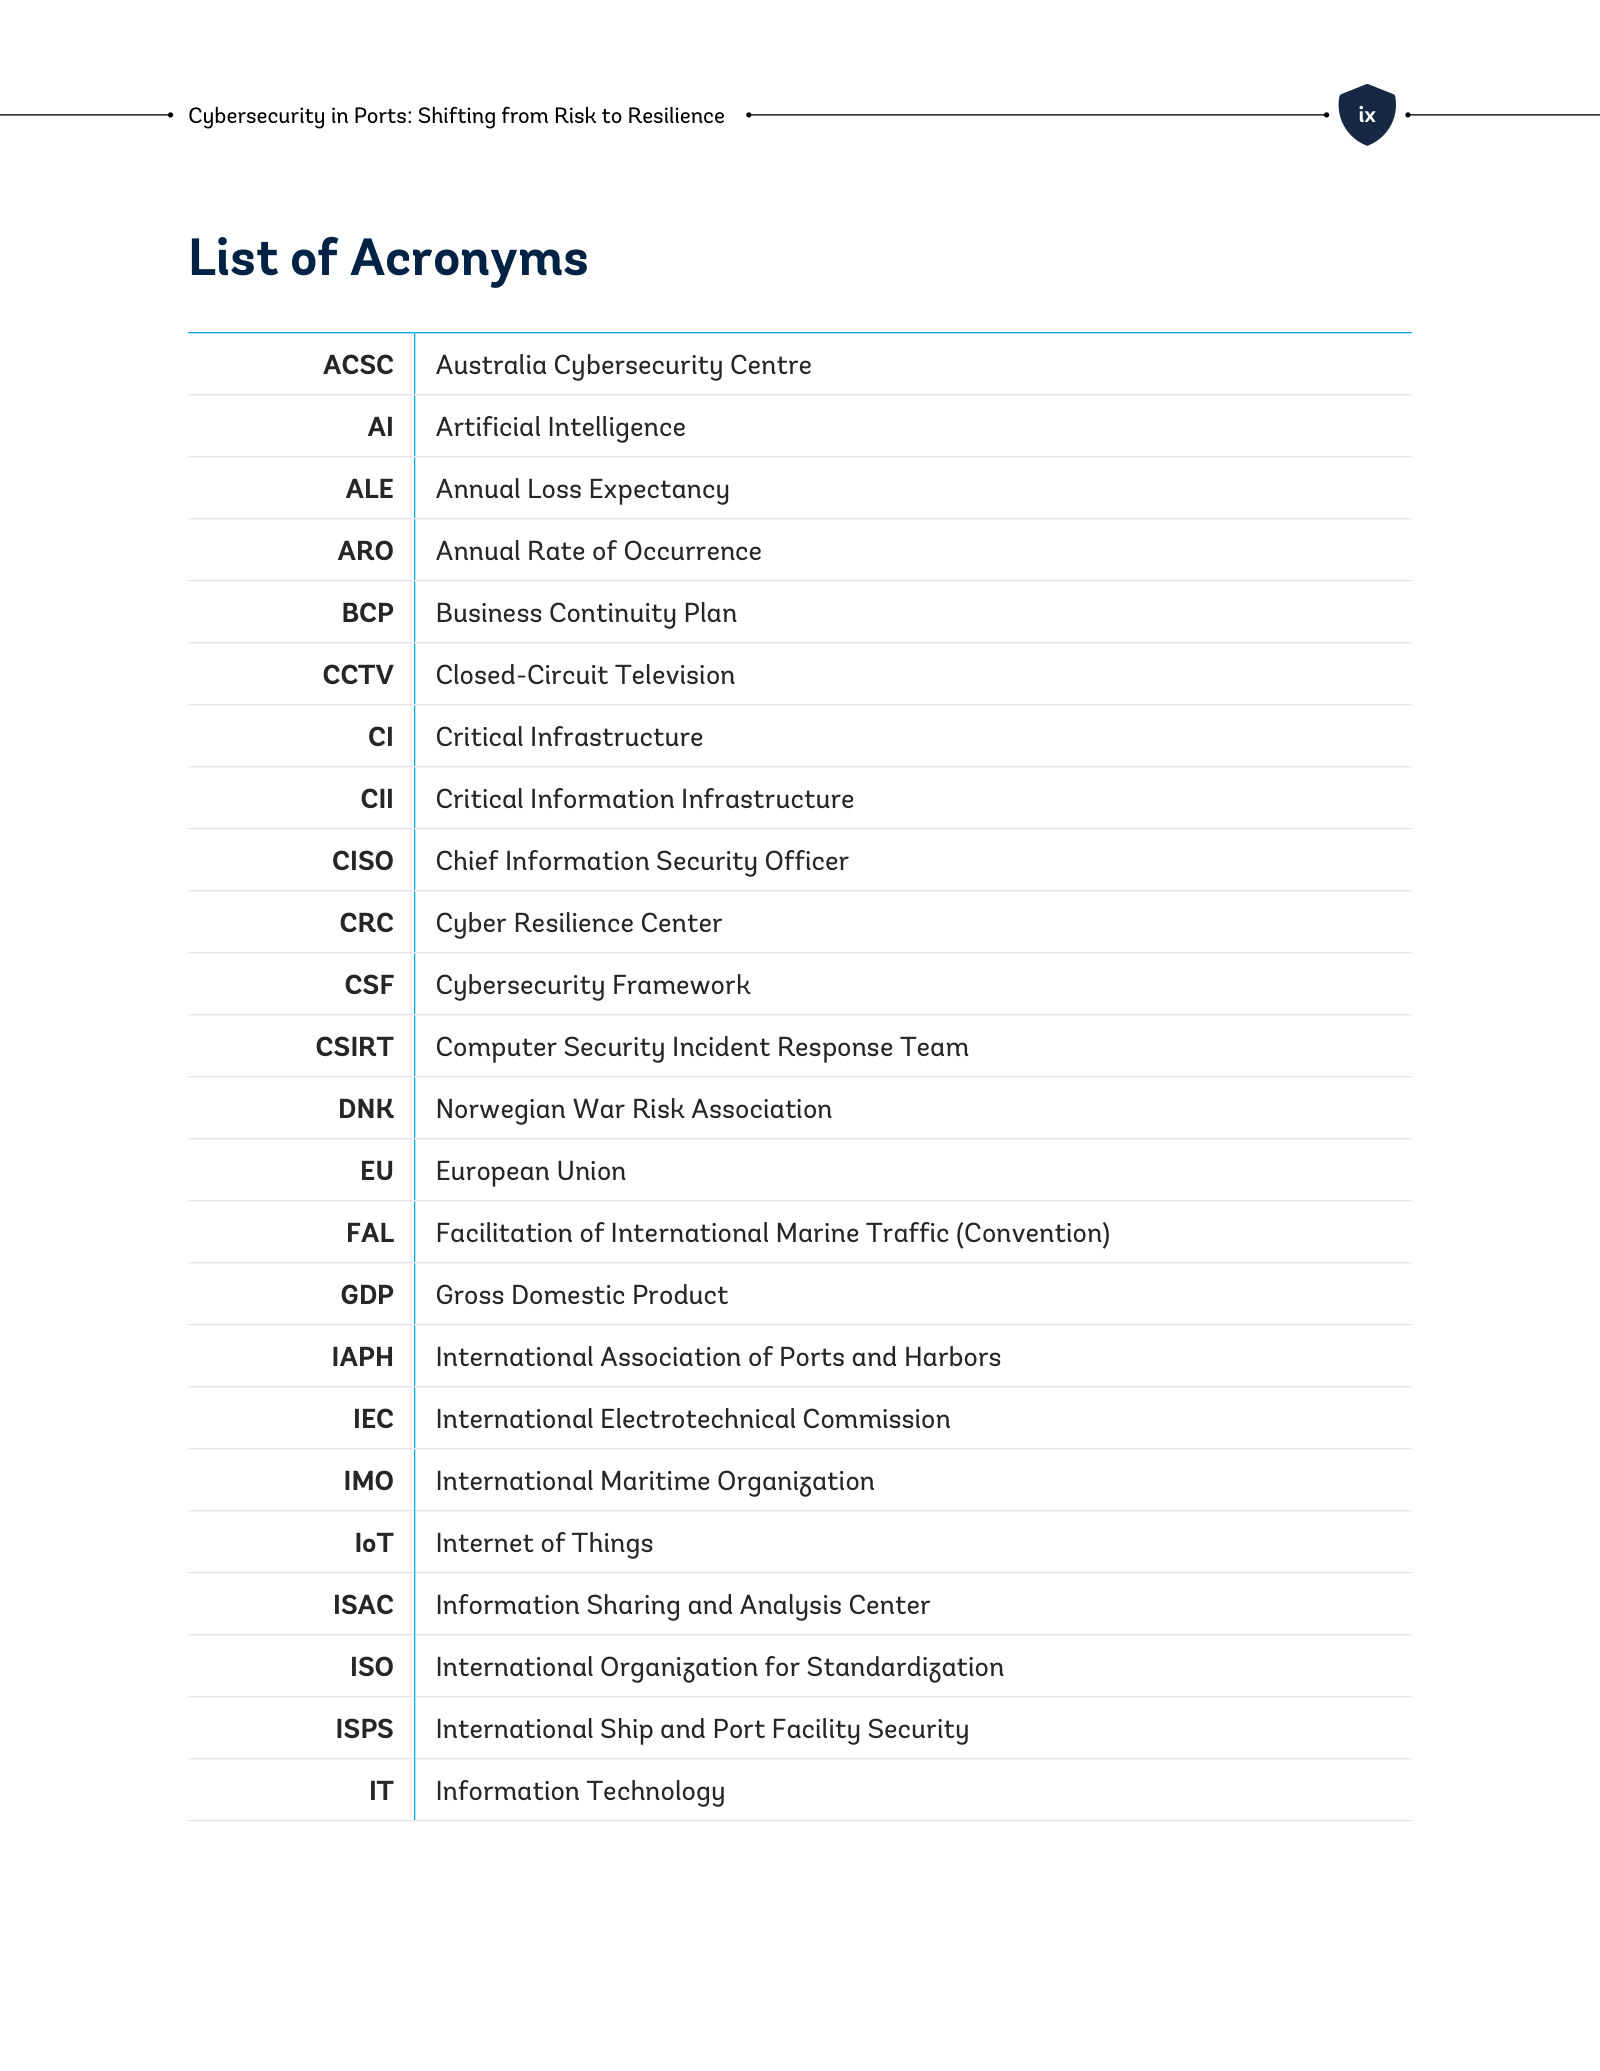 Cybersecurity in Ports: Shifting from Risk to Resilience ix
List of Acronyms
ACSC Australia Cybersecurity Centre
AI Artificial Intelligence
ALE Annual Loss Expectancy
ARO Annual Rate of Occurrence
BCP Business Continuity Plan
CCTV Closed-Circuit Television
CI Critical Infrastructure
CII Critical Information Infrastructure
CISO Chief Information Security Officer
CRC Cyber Resilience Center
CSF Cybersecurity Framework
CSIRT Computer Security Incident Response Team
DNK Norwegian War Risk Association
EU European Union
FAL Facilitation of International Marine Traffic (Convention)
GDP Gross Domestic Product
IAPH International Association of Ports and Harbors
IEC International Electrotechnical Commission
IMO International Maritime Organization
IoT Internet of Things
ISAC Information Sharing and Analysis Center
ISO International Organization for Standardization
ISPS International Ship and Port Facility Security
IT Information Technology